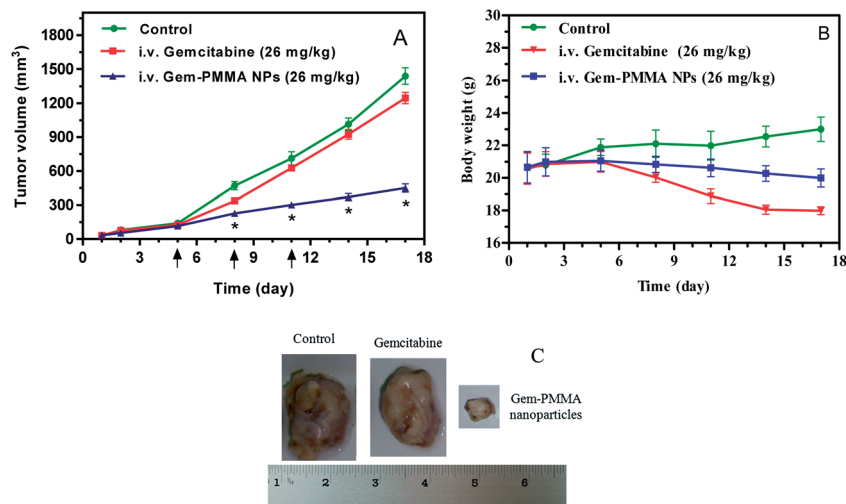 A
Control
i.v. Gemcitabine (26 mg/kg)
i.v. Gem-PMMA NPs (26 mg/kg)
Tumor volume (mm³)
1800
1500
1200
900
600
300
0
* * * *
0 3 6 9 12 15 18
Time (day)
B
Control
i.v. Gemcitabine (26 mg/kg)
i.v. Gem-PMMA NPs (26 mg/kg)
Body weight (g)
30
28
26
24
22
20
18
16
0 3 6 9 12 15 18
Time (day)
C
Control
Gemcitabine
Gem-PMMA
nanoparticles
1 2 3 4 5 6